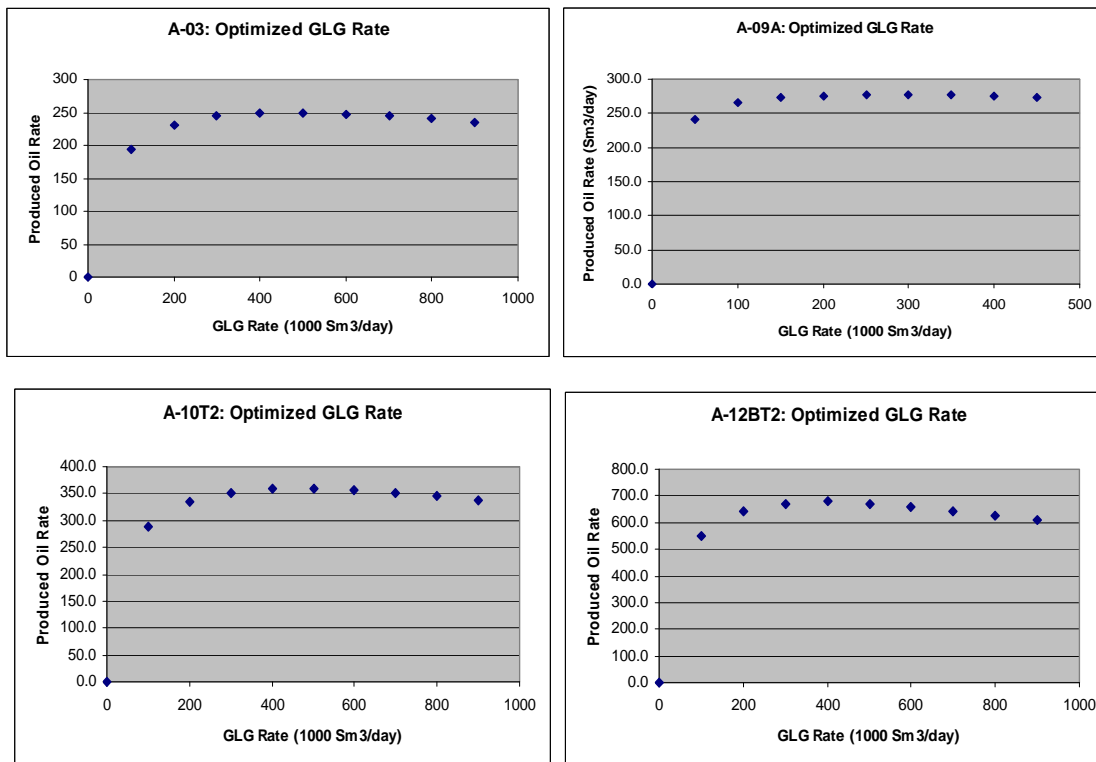 A-03: Optimized GLG Rate
Produced Oil Rate
300
250
200
150
100
50
0
0 200 400 600 800 1000
GLG Rate (1000 Sm3/day)
A-09A: Optimized GLG Rate
Produced Oil Rate (Sm3/day)
300.0
250.0
200.0
150.0
100.0
50.0
0.0
0 100 200 300 400 500
GLG Rate (1000 Sm3/day)
A-10T2: Optimized GLG Rate
Produced Oil Rate
400.0
350.0
300.0
250.0
200.0
150.0
100.0
50.0
0.0
0 200 400 600 800 1000
GLG Rate (1000 Sm3/day)
A-12BT2: Optimized GLG Rate
Produced Oil Rate
800.0
700.0
600.0
500.0
400.0
300.0
200.0
100.0
0.0
0 200 400 600 800 1000
GLG Rate (1000 Sm3/day)